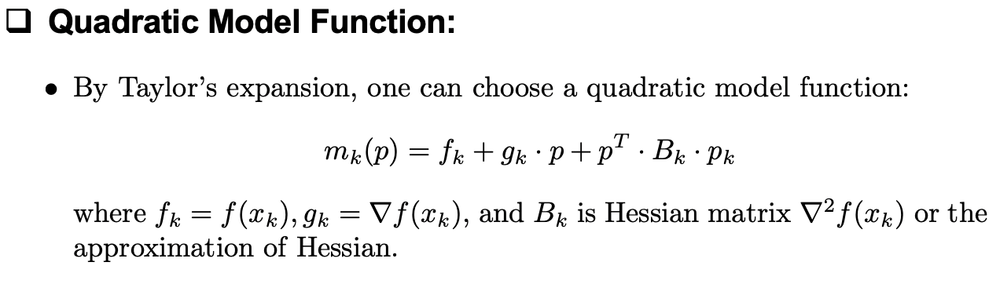 ❑ Quadratic Model Function:
• By Taylor's expansion, one can choose a quadratic model function:
$m_k(p) = f_k + g_k \cdot p + p^T \cdot B_k \cdot p_k$
where $f_k = f(x_k), g_k = \nabla f(x_k)$, and $B_k$ is Hessian matrix $\nabla^2 f(x_k)$ or the
approximation of Hessian.